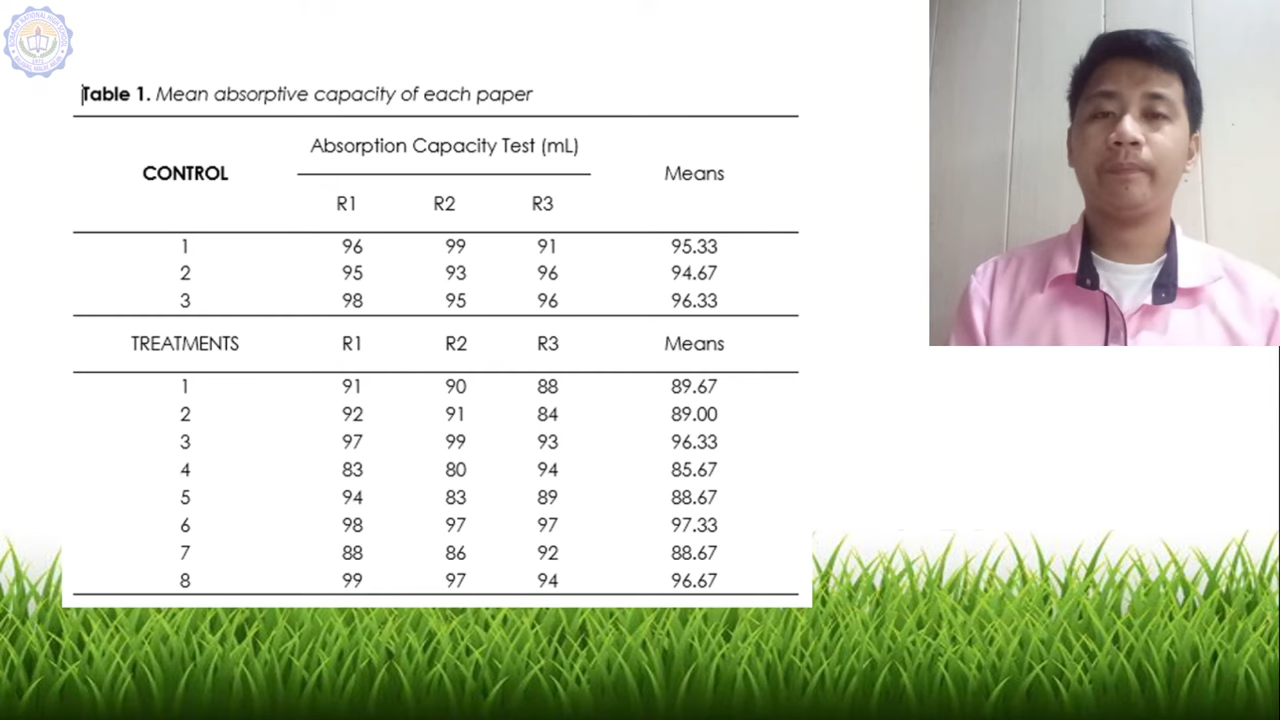 Table 1. Mean absorptive capacity of each paper
Absorption Capacity Test (mL)
CONTROL Means
R1 R2 R3
1 96 99 91 95.33
2 95 93 96 94.67
3 98 95 96 96.33
TREATMENTS R1 R2 R3 Means
1 91 90 88 89.67
2 92 91 84 89.00
3 97 99 93 96.33
4 83 80 94 85.67
5 94 83 89 88.67
6 98 97 97 97.33
7 88 86 92 88.67
8 99 97 94 96.67